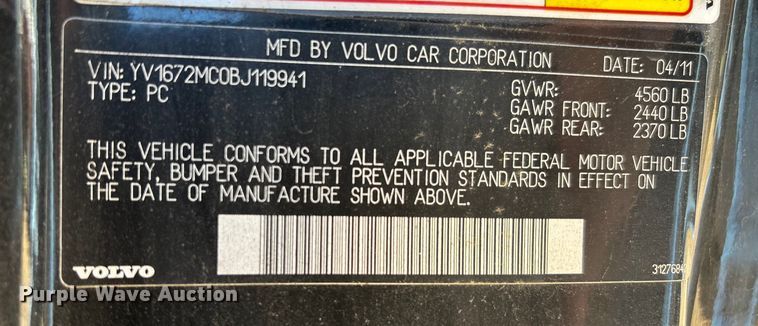 MFD BY VOLVO CAR CORPORATION DATE: 04/11
VIN: YV1672MC0BJ119941
TYPE: PC
GVWR: 4560 LB
GAWR FRONT: 2440 LB
GAWR REAR: 2370 LB
THIS VEHICLE CONFORMS TO ALL APPLICABLE FEDERAL MOTOR VEHICLE
SAFETY, BUMPER AND THEFT PREVENTION STANDARDS IN EFFECT ON
THE DATE OF MANUFACTURE SHOWN ABOVE.
VOLVO
Purple Wave Auction